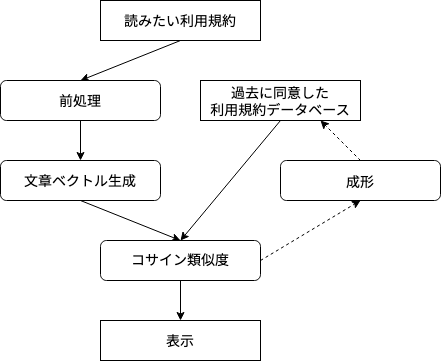 読みたい利用規約
前処理
過去に同意した
利用規約データベース
文章ベクトル生成
成形
コサイン類似度
表示